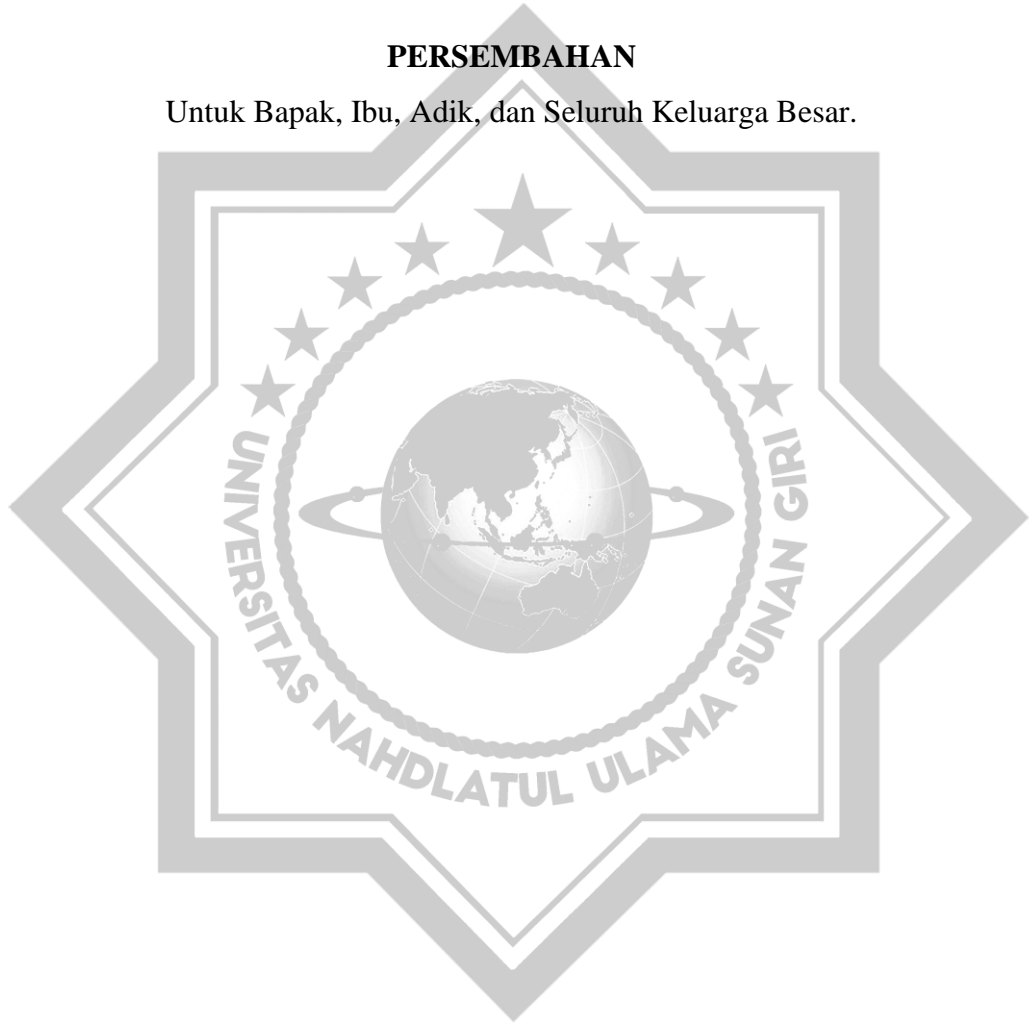 PERSEMBAHAN
Untuk Bapak, Ibu, Adik, dan Seluruh Keluarga Besar.
UNIVERSITAS NAHDLATUL ULAMA SUNAN GIRI